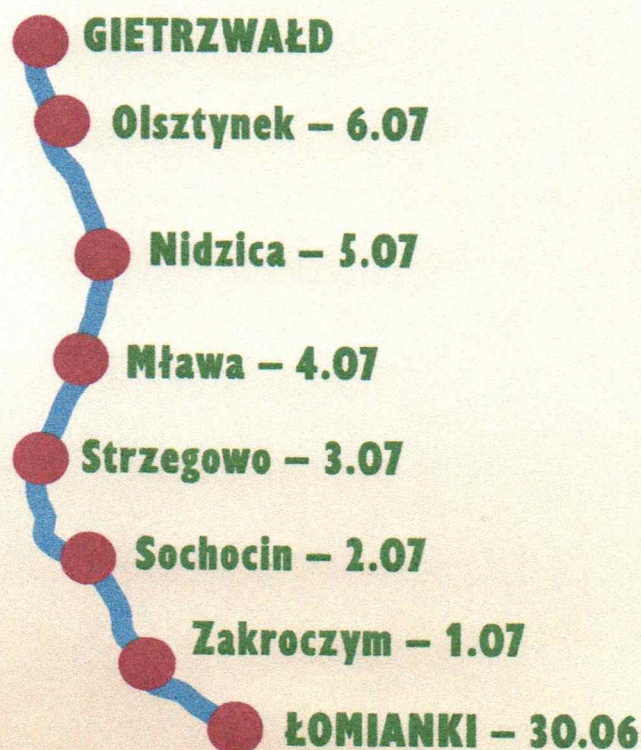 GIETRZWAŁD
Olsztynek – 6.07
Nidzica – 5.07
Mława – 4.07
Strzegowo – 3.07
Sochocin – 2.07
Zakroczym – 1.07
ŁOMIANKI – 30.06